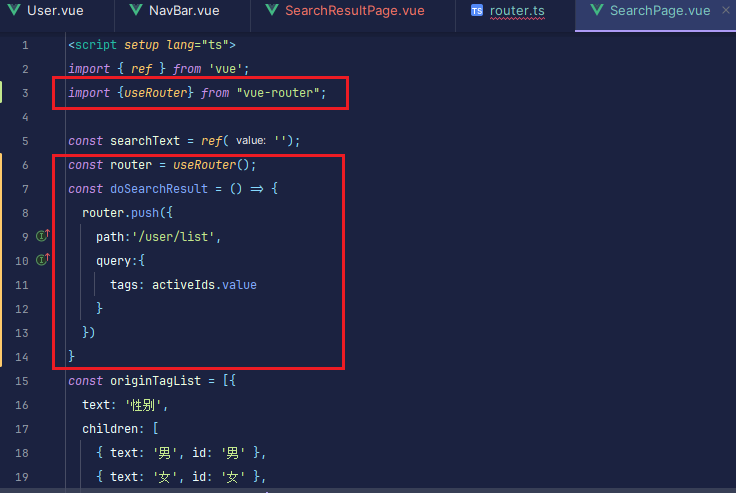 User.vue NavBar.vue SearchResultPage.vue TS router.ts SearchPage.vue ×
1 <script setup lang="ts">
2 import { ref } from 'vue';
3 import {useRouter} from "vue-router";
4
5 const searchText = ref( value: '');
6 const router = useRouter();
7 const doSearchResult = () => {
8 router.push({
9 path:'/user/list',
10 query:{
11 tags: activeIds.value
12 }
13 })
14 }
15 const originTagList = [{
16 text: '性别',
17 children: [
18 { text: '男', id: '男' },
19 { text: '女', id: '女' },